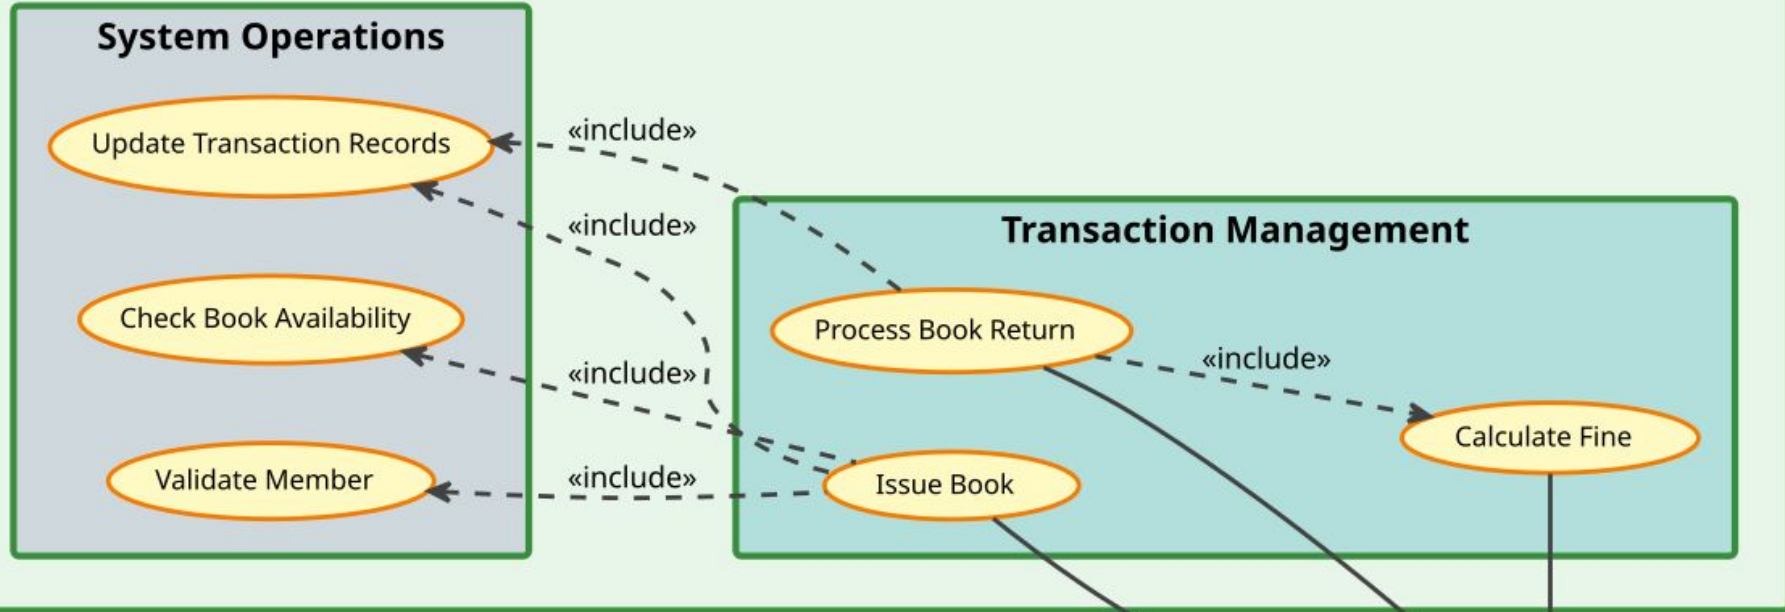 System Operations
Update Transaction Records
«include»
«include»
Transaction Management
Check Book Availability
Process Book Return
«include»
«include»
Calculate Fine
Validate Member
«include»
Issue Book